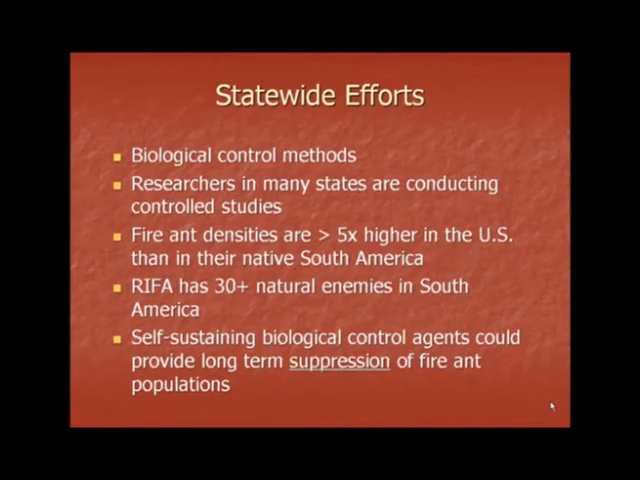 Statewide Efforts
Biological control methods
Researchers in many states are conducting
controlled studies
Fire ant densities are > 5x higher in the U.S.
than in their native South America
RIFA has 30+ natural enemies in South
America
Self-sustaining biological control agents could
provide long term suppression of fire ant
populations